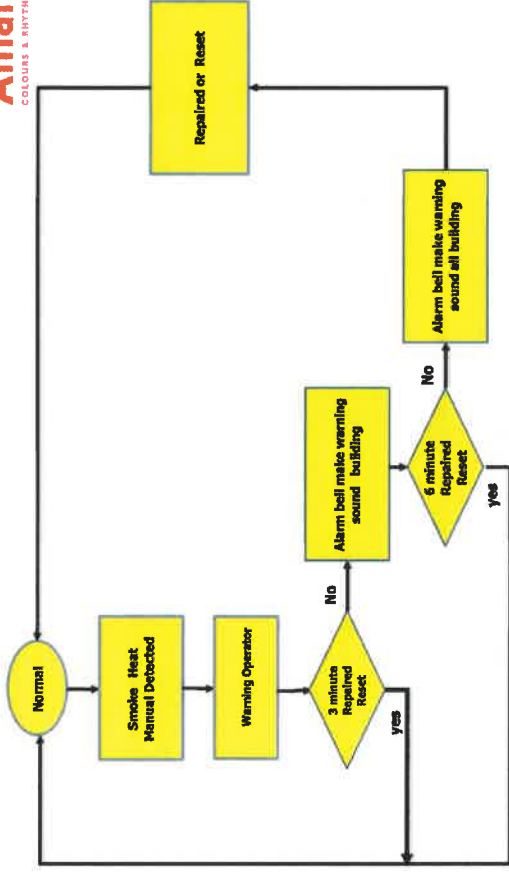 COLOURS & RHYTH
Normal
Smoke Heat
Manual Detected
Warning Operator
3 minute
Repaired
Reset
No
yes
Alarm bell make warning
sound building
6 minute
Repaired
Reset
No
yes
Alarm bell make warning
sound all building
Repaired or Reset